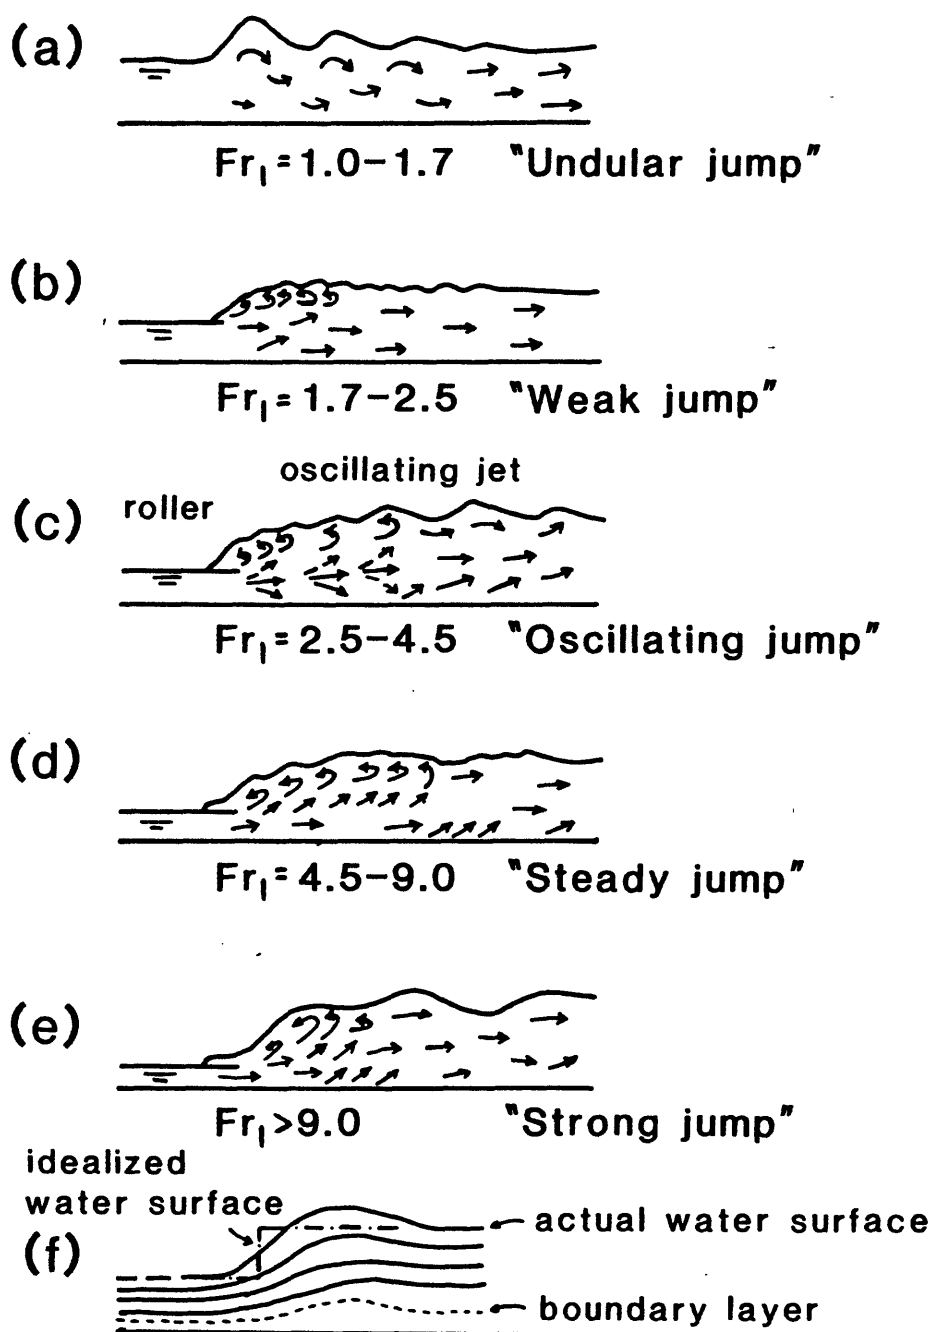 (a)
Fr₁=1.0–1.7 "Undular jump"
(b)
Fr₁=1.7–2.5 "Weak jump"
oscillating jet
roller
(c)
Fr₁=2.5–4.5 "Oscillating jump"
(d)
Fr₁=4.5–9.0 "Steady jump"
(e)
Fr₁>9.0 "Strong jump"
idealized
water surface
actual water surface
(f)
boundary layer